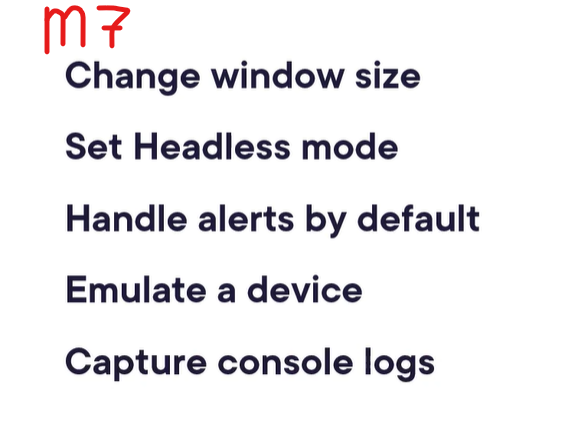 M7
Change window size
Set Headless mode
Handle alerts by default
Emulate a device
Capture console logs